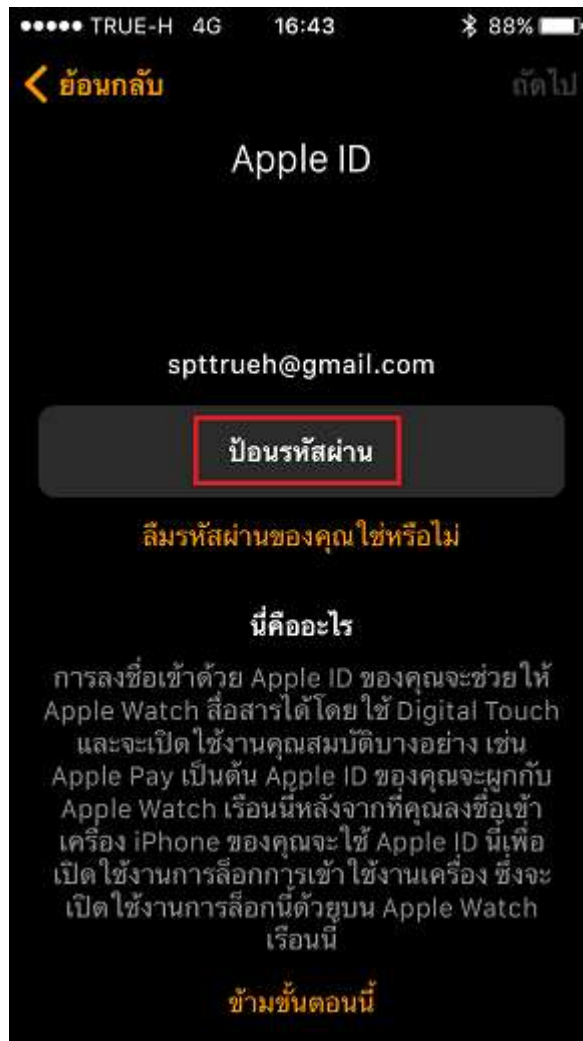 TRUE-H 4G 16:43 88%
ย้อนกลับ ถัดไป
Apple ID
spttrueh@gmail.com
ป้อนรหัสผ่าน
ลืมรหัสผ่านของคุณใช่หรือไม่
นี่คืออะไร
การลงชื่อเข้าด้วย Apple ID ของคุณจะช่วยให้
Apple Watch สื่อสารได้โดยใช้ Digital Touch
และจะเปิดใช้งานคุณสมบัติบางอย่าง เช่น
Apple Pay เป็นต้น Apple ID ของคุณจะผูกกับ
Apple Watch เรือนนี้หลังจากที่คุณลงชื่อเข้า
เครื่อง iPhone ของคุณจะใช้ Apple ID นี้เพื่อ
เปิดใช้งานการล็อกการเข้าใช้งานเครื่อง ซึ่งจะ
เปิดใช้งานการล็อกนี้ด้วยบน Apple Watch
เรือนนี้
ข้ามขั้นตอนนี้